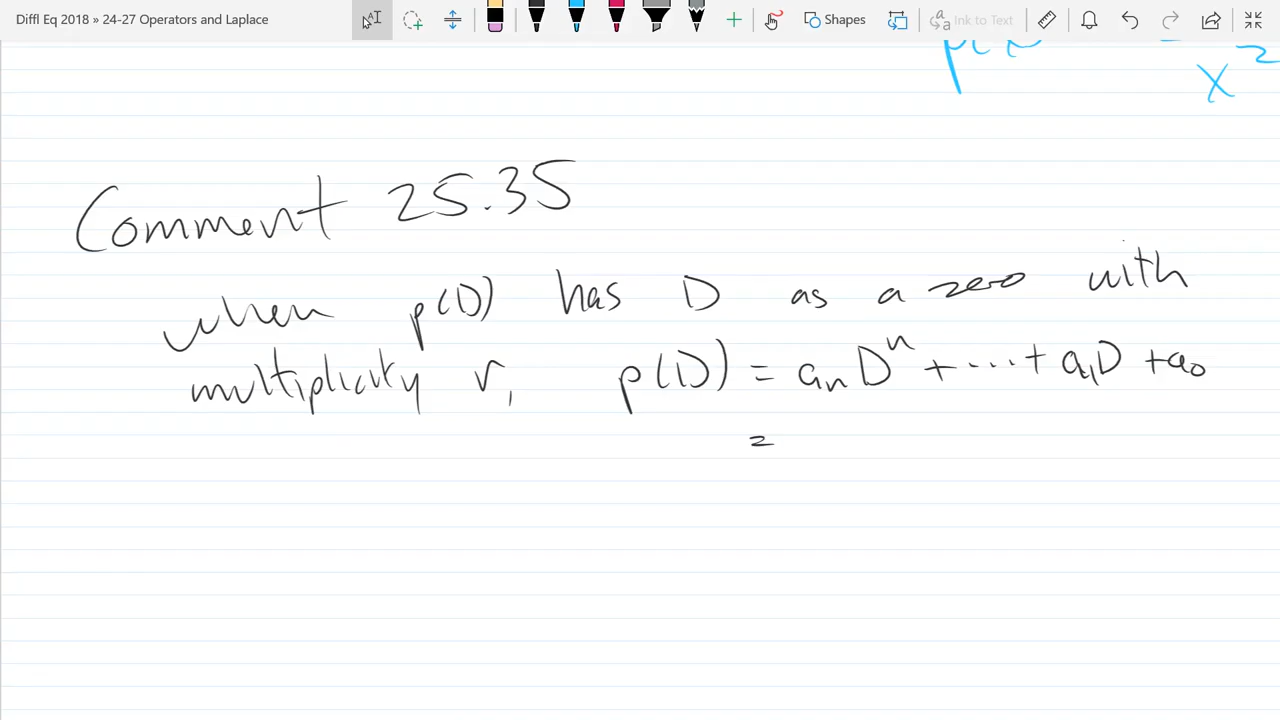 Diffl Eq 2018 » 24-27 Operators and Laplace
Shapes
Ink to Text
x²
Comment 25.35
when p(D) has D as a zero with
multiplicity r, p(D) = aₙDⁿ + ... + a₁D + a₀
=